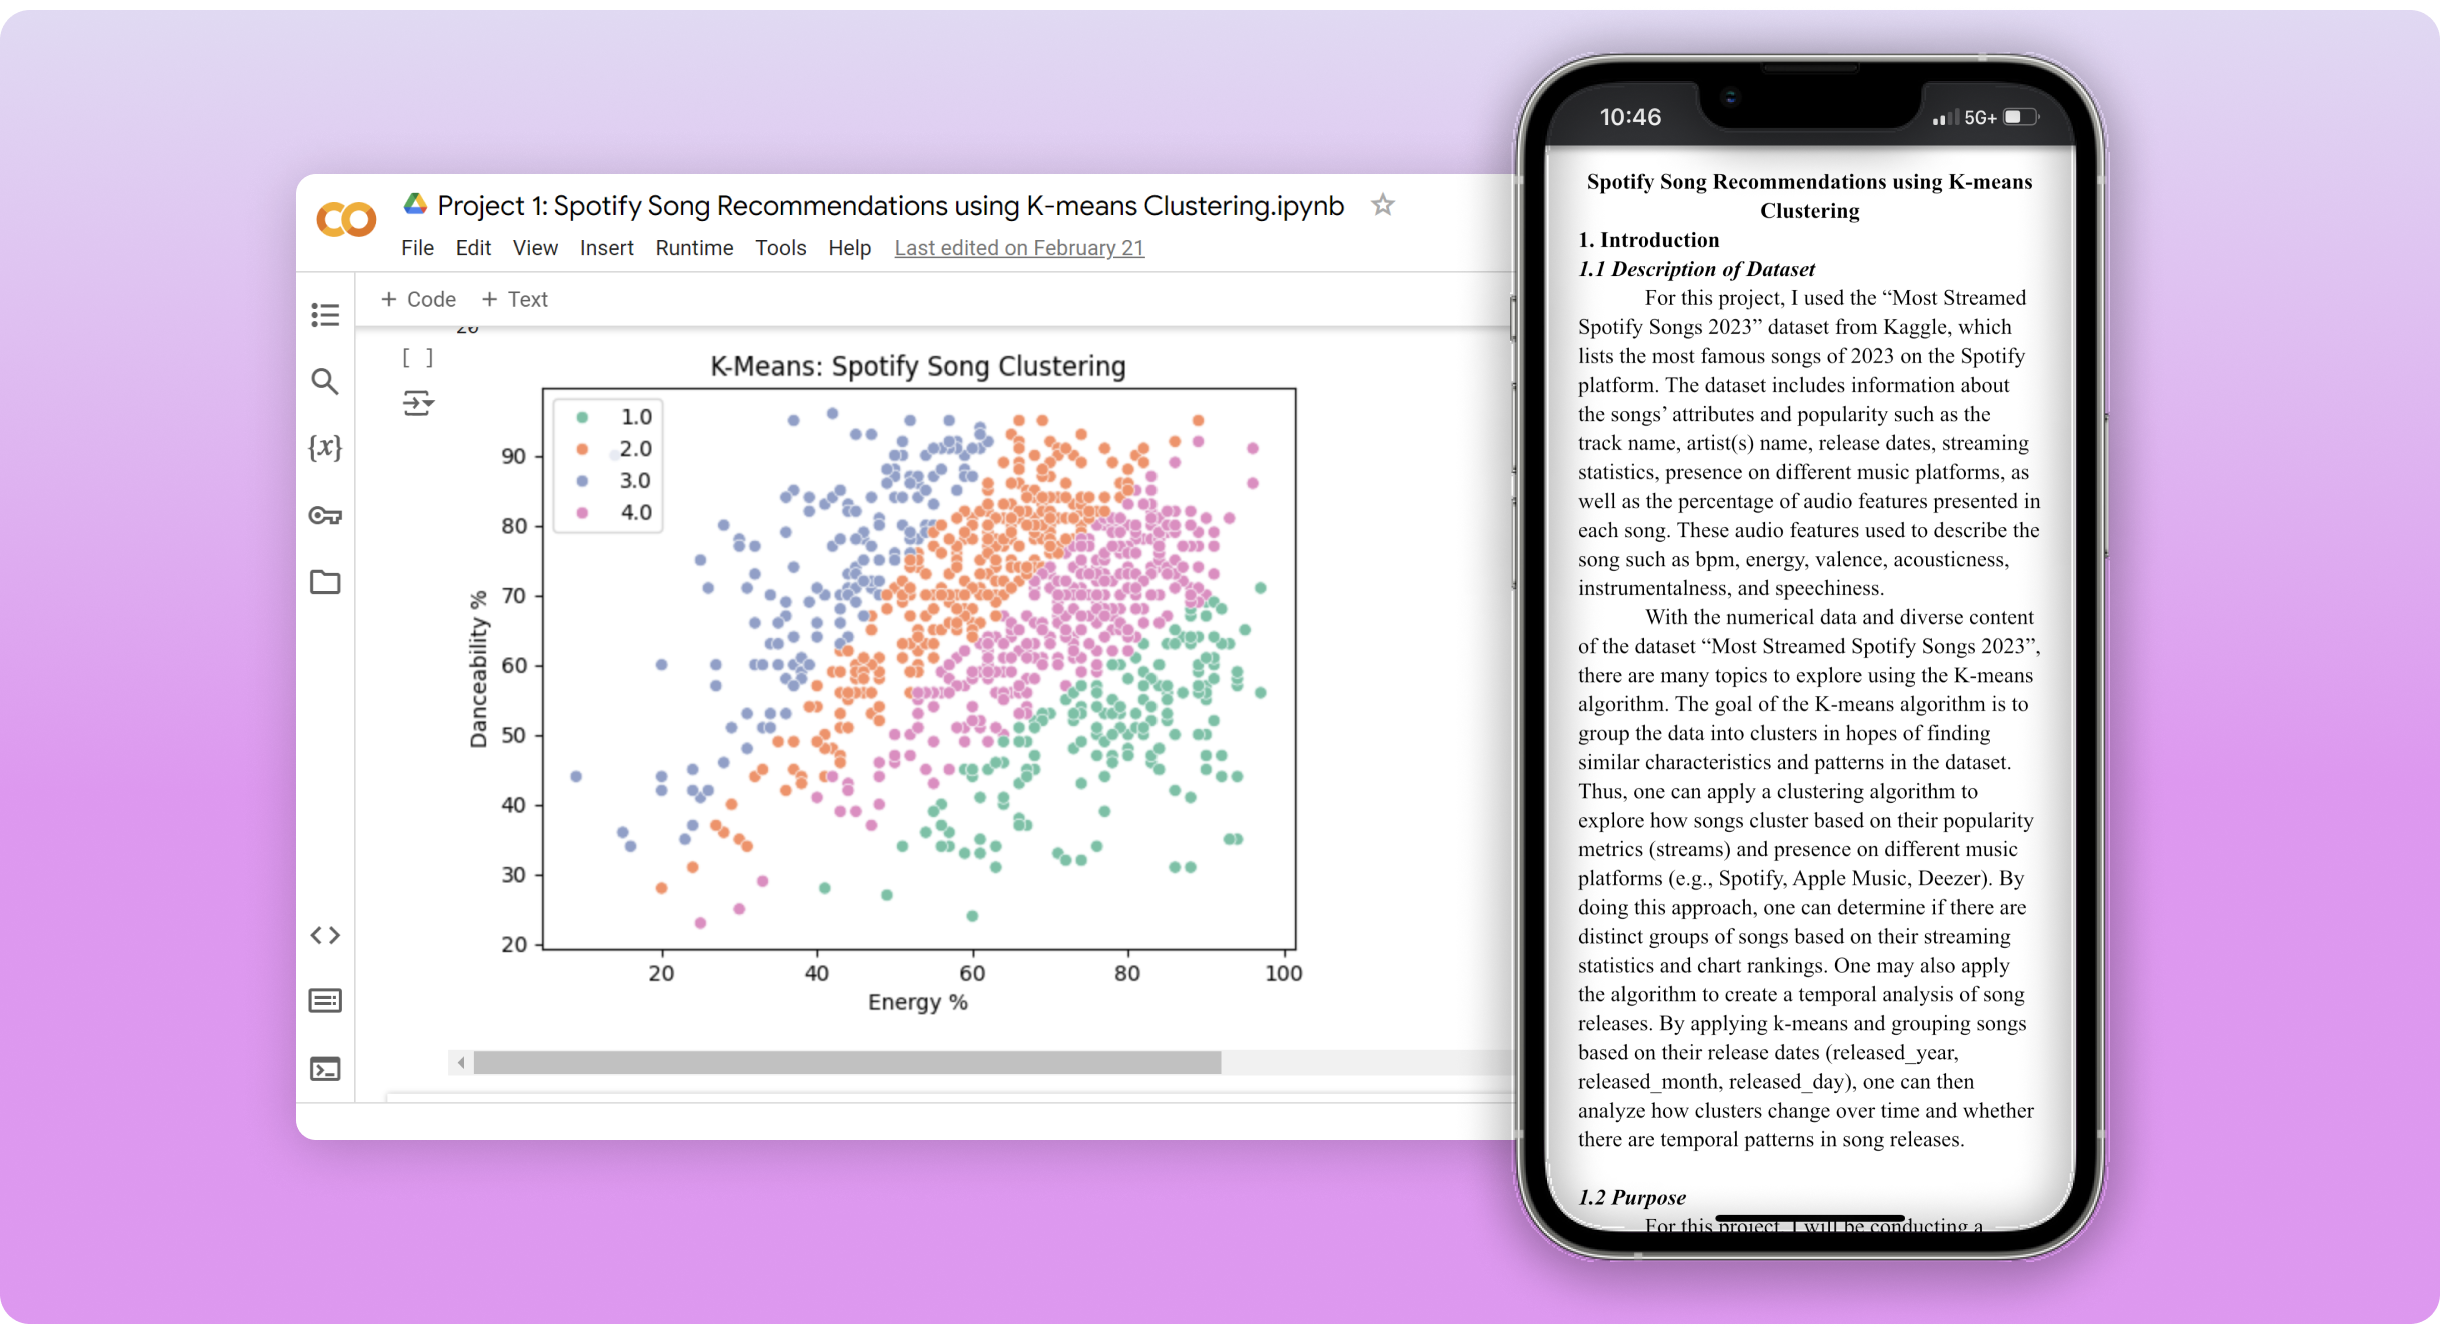 Project 1: Spotify Song Recommendations using K-means Clustering.ipynb
File Edit View Insert Runtime Tools Help Last edited on February 21
+ Code + Text
20
[ ]
{x}
K-Means: Spotify Song Clustering
1.0
2.0
3.0
4.0
Danceability %
90
80
70
60
50
40
30
20
20 40 60 80 100
Energy %
10:46 5G+
Spotify Song Recommendations using K-means
Clustering
1. Introduction
1.1 Description of Dataset
For this project, I used the “Most Streamed
Spotify Songs 2023” dataset from Kaggle, which
lists the most famous songs of 2023 on the Spotify
platform. The dataset includes information about
the songs’ attributes and popularity such as the
track name, artist(s) name, release dates, streaming
statistics, presence on different music platforms, as
well as the percentage of audio features presented in
each song. These audio features used to describe the
song such as bpm, energy, valence, acousticness,
instrumentalness, and speechiness.
With the numerical data and diverse content
of the dataset “Most Streamed Spotify Songs 2023”,
there are many topics to explore using the K-means
algorithm. The goal of the K-means algorithm is to
group the data into clusters in hopes of finding
similar characteristics and patterns in the dataset.
Thus, one can apply a clustering algorithm to
explore how songs cluster based on their popularity
metrics (streams) and presence on different music
platforms (e.g., Spotify, Apple Music, Deezer). By
doing this approach, one can determine if there are
distinct groups of songs based on their streaming
statistics and chart rankings. One may also apply
the algorithm to create a temporal analysis of song
releases. By applying k-means and grouping songs
based on their release dates (released_year,
released_month, released_day), one can then
analyze how clusters change over time and whether
there are temporal patterns in song releases.
1.2 Purpose
For this project, I will be conducting a